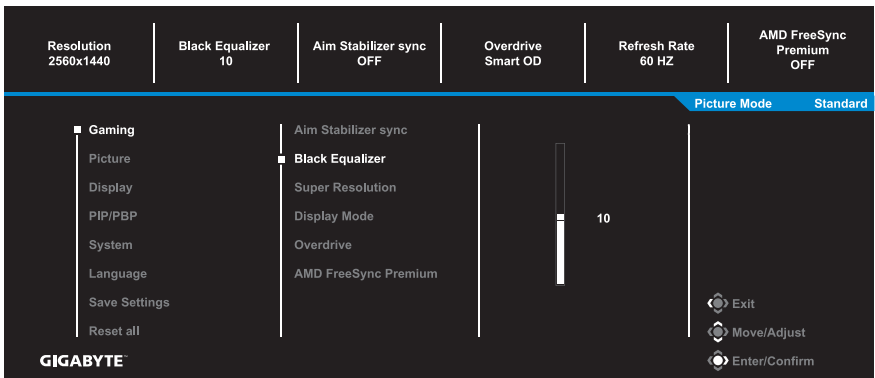 Resolution
2560x1440
Black Equalizer
10
Aim Stabilizer sync
OFF
Overdrive
Smart OD
Refresh Rate
60 HZ
AMD FreeSync
Premium
OFF
Picture Mode Standard
Gaming
Picture
Display
PIP/PBP
System
Language
Save Settings
Reset all
Aim Stabilizer sync
Black Equalizer
Super Resolution
Display Mode
Overdrive
AMD FreeSync Premium
10
Exit
Move/Adjust
Enter/Confirm
GIGABYTE™